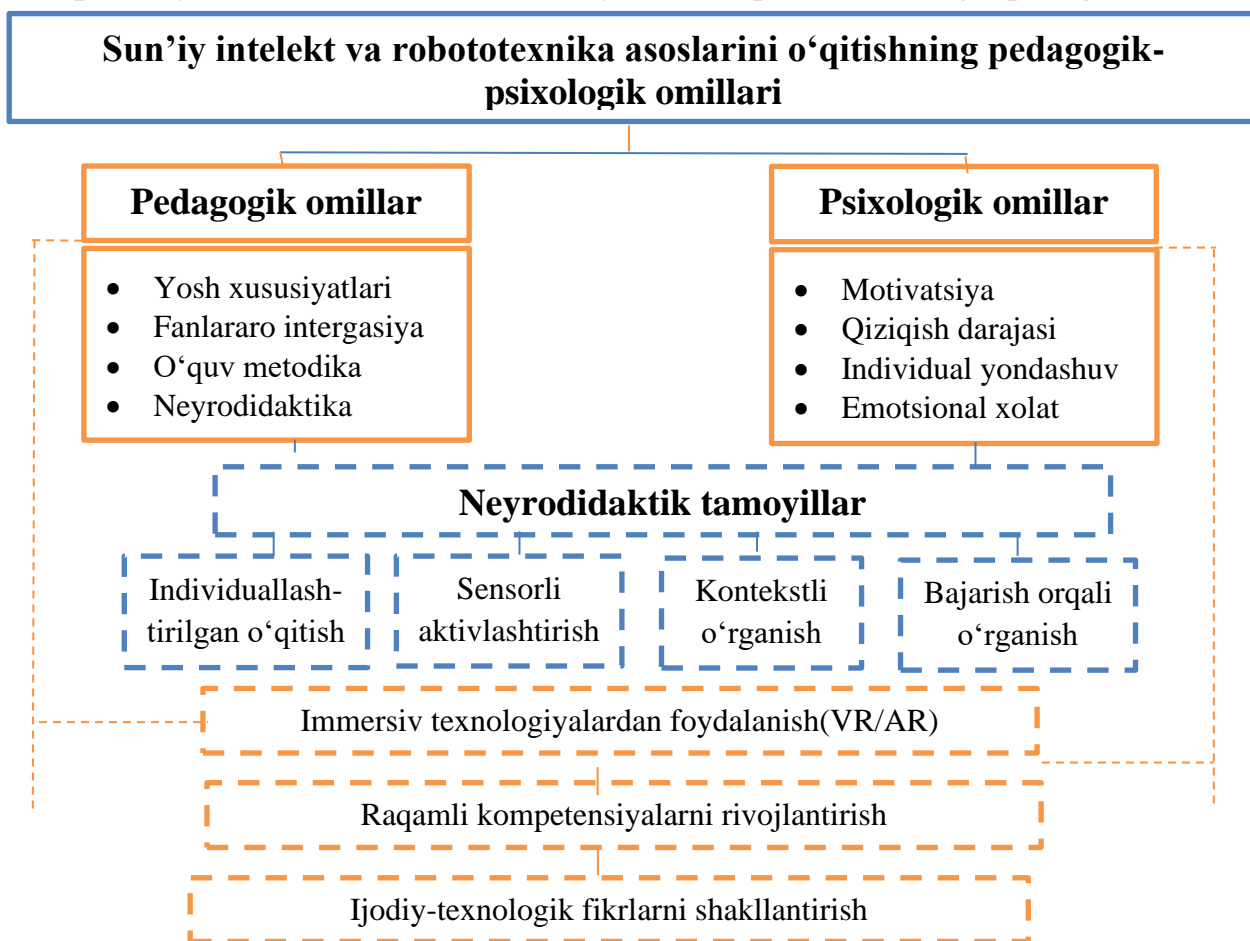 Sun’iy intelekt va robototexnika asoslarini o‘qitishning pedagogik-
psixologik omillari
Pedagogik omillar
Psixologik omillar
• Yosh xususiyatlari
• Fanlararo intergasiya
• O‘quv metodika
• Neyrodidaktika
• Motivatsiya
• Qiziqish darajasi
• Individual yondashuv
• Emotsional xolat
Neyrodidaktik tamoyillar
Individuallash-
tirilgan o‘qitish
Sensorli
aktivlashtirish
Kontekstli
o‘rganish
Bajarish orqali
o‘rganish
Immersiv texnologiyalardan foydalanish(VR/AR)
Raqamli kompetensiyalarni rivojlantirish
Ijodiy-texnologik fikrlarni shakllantirish